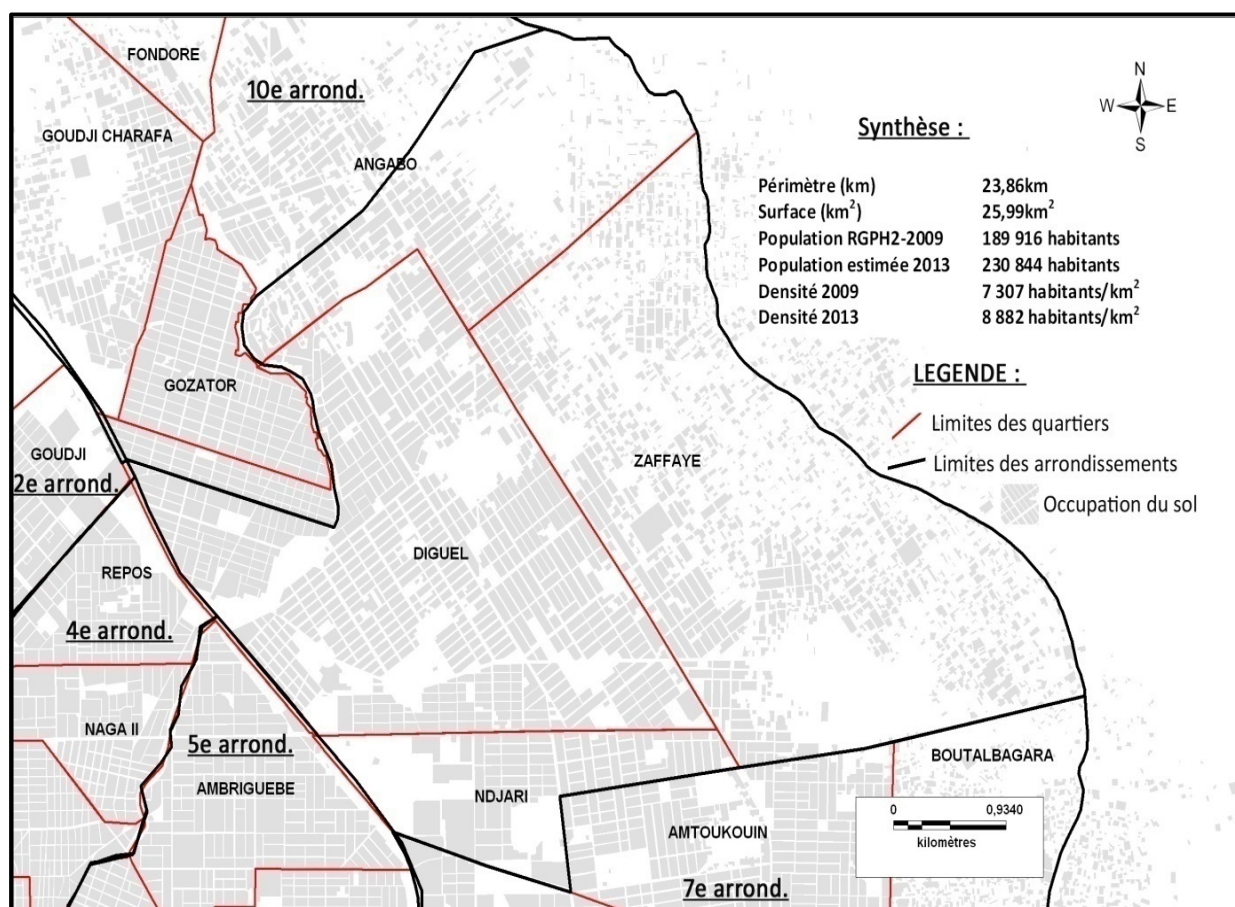 FONDORE
10e arrond.
GOUDJI CHARAFA
ANGABO
N
W E
S
Synthèse :
Périmètre (km) 23,86km
Surface (km²) 25,99km²
Population RGPH2-2009 189 916 habitants
Population estimée 2013 230 844 habitants
Densité 2009 7 307 habitants/km²
Densité 2013 8 882 habitants/km²
LEGENDE :
Limites des quartiers
Limites des arrondissements
Occupation du sol
GOZATOR
GOUDJI
2e arrond.
ZAFFAYE
DIGUEL
REPOS
4e arrond.
NAGA II
5e arrond.
AMBRIGUEBE
NDJARI
BOUTALBAGARA
AMTOUKOUIN
7e arrond.
0 0,9340
kilomètres